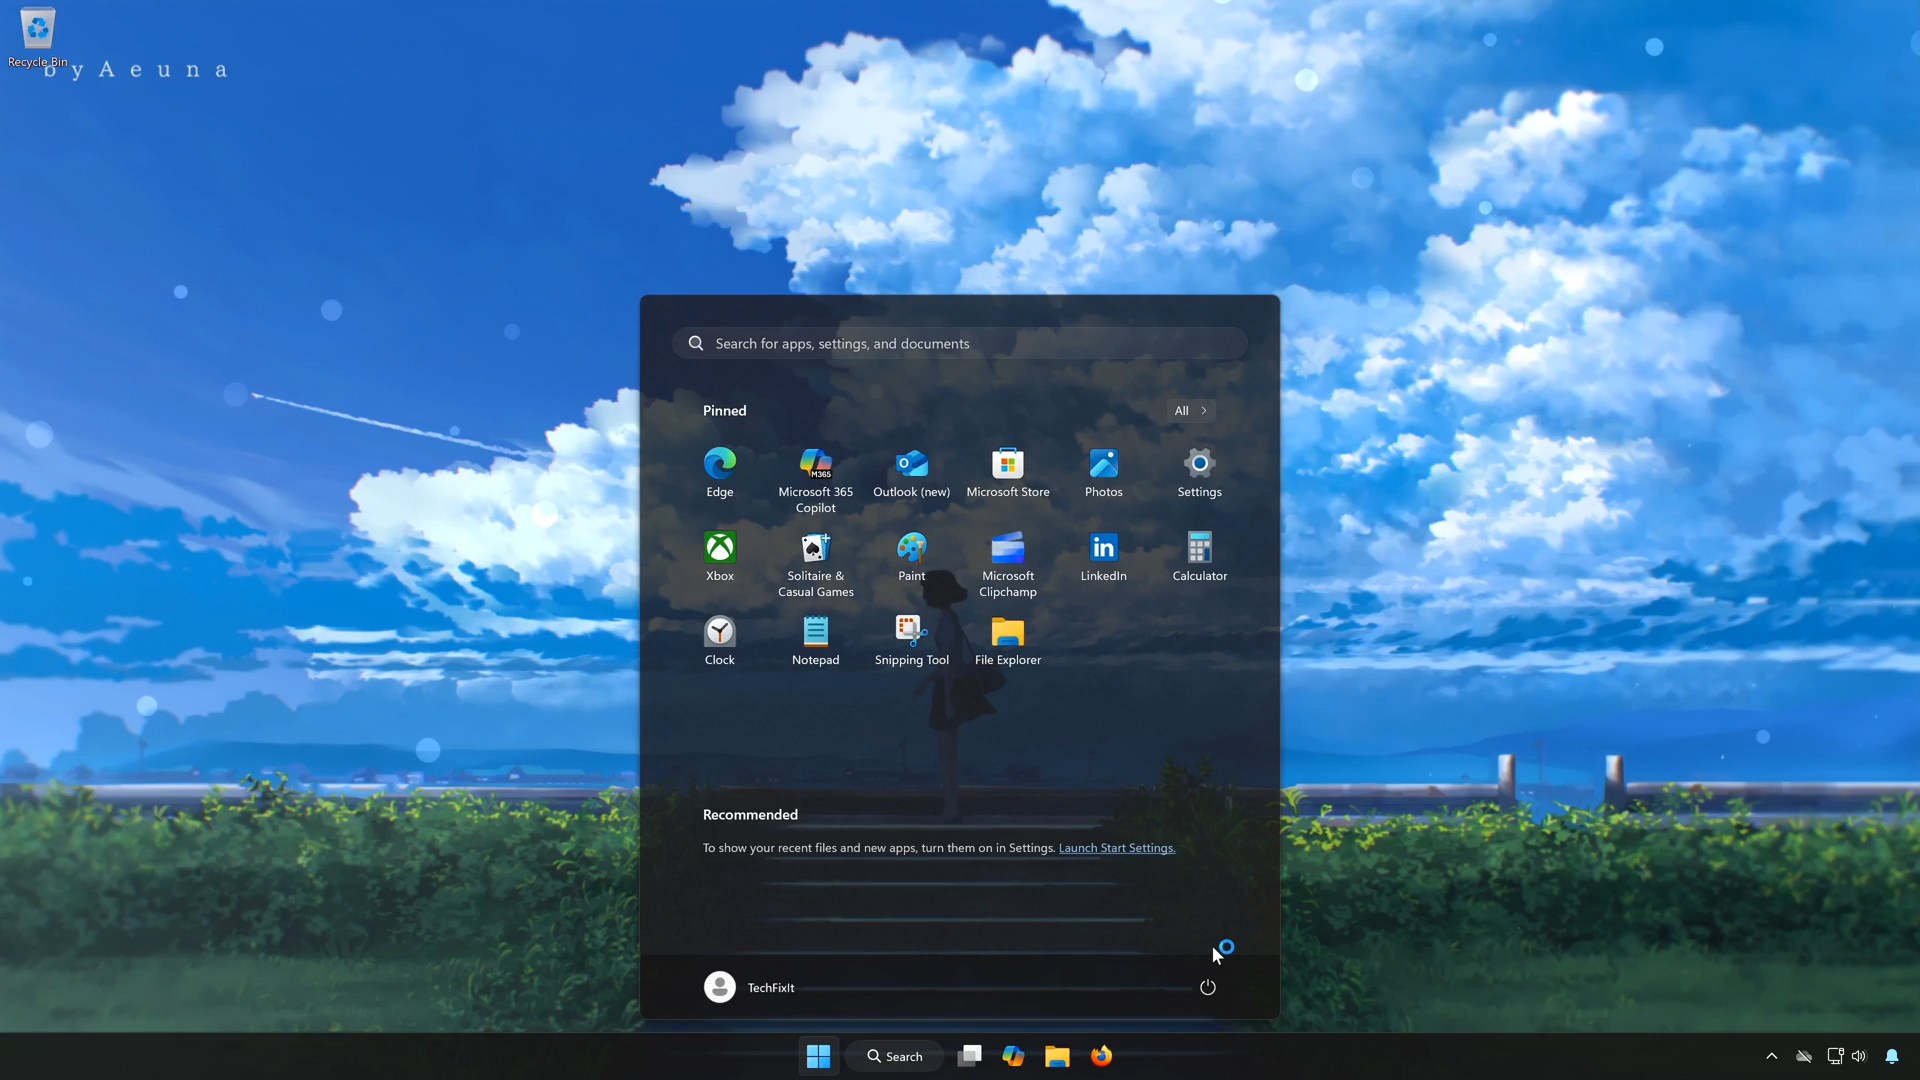 Recycle Bin
by Aeuna
Search for apps, settings, and documents
Pinned
All
Edge
M365
Microsoft 365
Copilot
Outlook (new)
Microsoft Store
Photos
Settings
Xbox
Solitaire &
Casual Games
Paint
Microsoft
Clipchamp
in
LinkedIn
Calculator
Clock
Notepad
Snipping Tool
File Explorer
Recommended
To show your recent files and new apps, turn them on in Settings. Launch Start Settings.
TechFixIt
Search